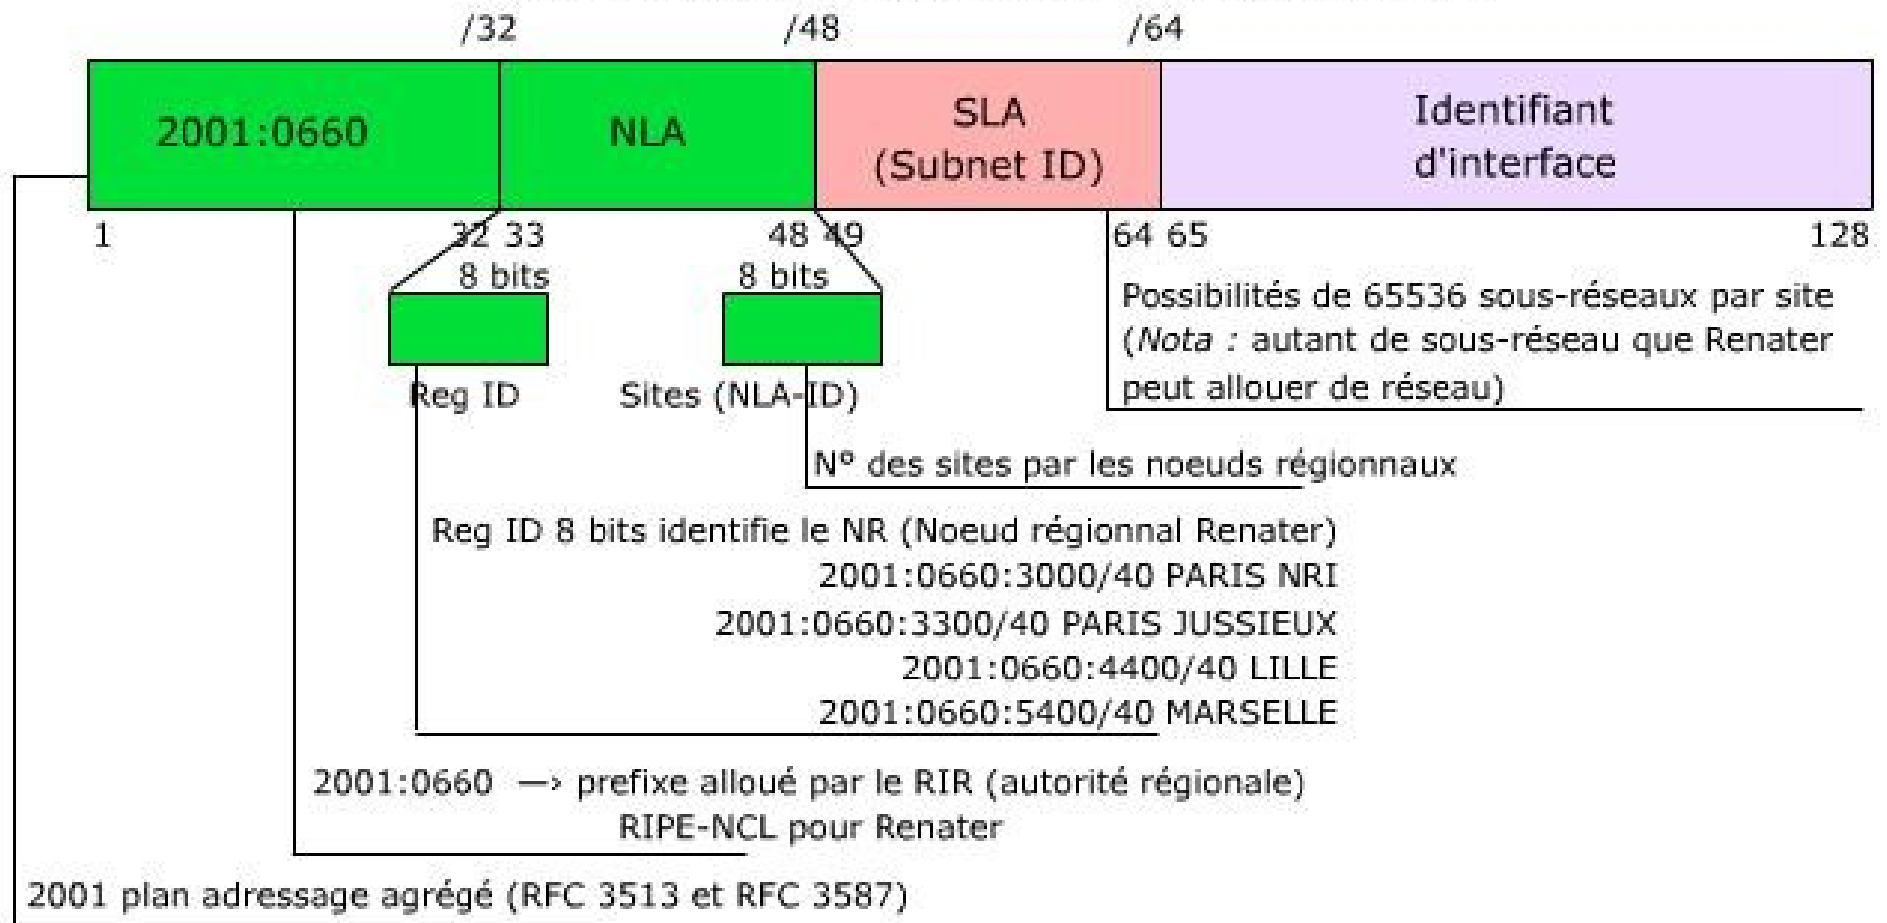 /32 /48 /64
2001:0660 NLA SLA (Subnet ID) Identifiant d'interface
1 32 33 48 49 64 65 128
8 bits 8 bits
Reg ID Sites (NLA-ID)
Possibilités de 65536 sous-réseaux par site
(Nota : autant de sous-réseau que Renater
peut allouer de réseau)
N° des sites par les noeuds régionnaux
Reg ID 8 bits identifie le NR (Noeud régionnal Renater)
2001:0660:3000/40 PARIS NRI
2001:0660:3300/40 PARIS JUSSIEUX
2001:0660:4400/40 LILLE
2001:0660:5400/40 MARSELLE
2001:0660 —> prefixe alloué par le RIR (autorité régionale)
RIPE-NCL pour Renater
2001 plan adressage agrégé (RFC 3513 et RFC 3587)